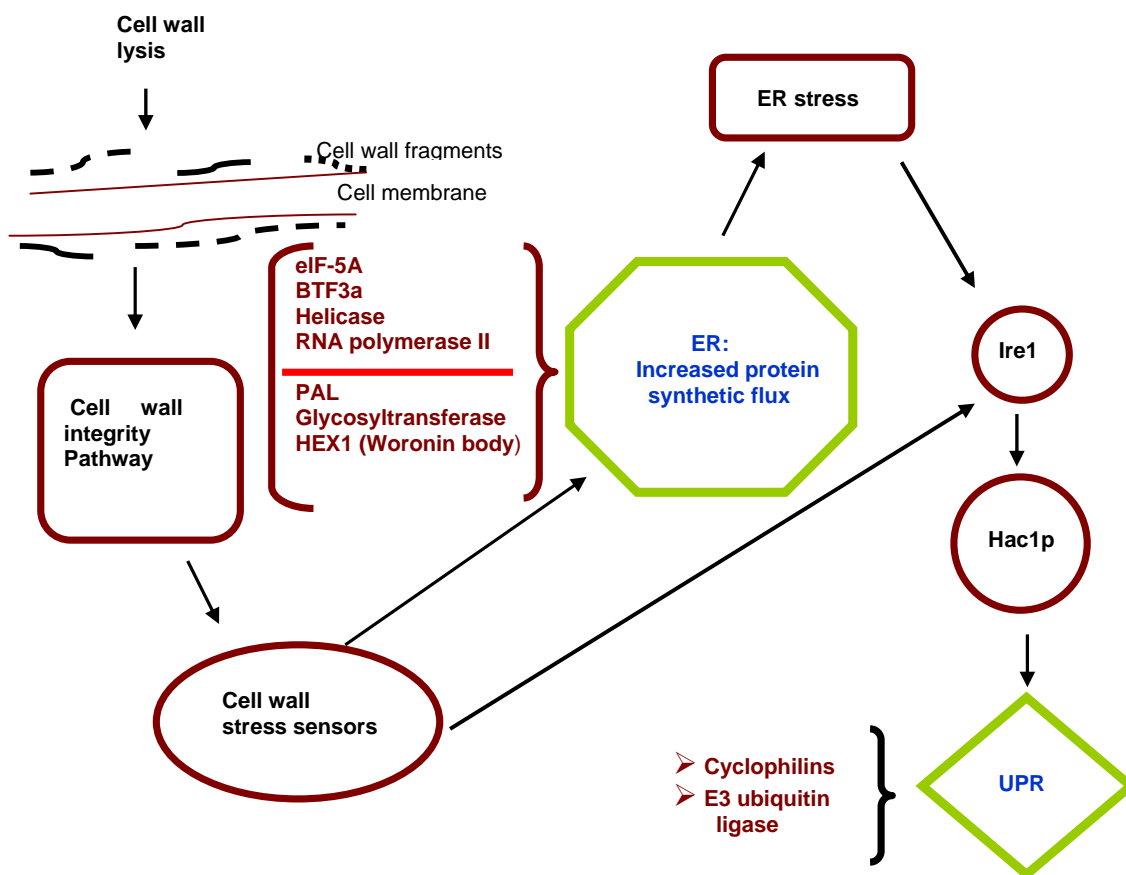 Cell wall
lysis
Cell wall fragments
Cell membrane
eIF-5A
BTF3a
Helicase
RNA polymerase II
PAL
Glycosyltransferase
HEX1 (Woronin body)
Cell wall
integrity
Pathway
Cell wall
stress sensors
ER:
Increased protein
synthetic flux
ER stress
Ire1
Hac1p
➢ Cyclophilins
➢ E3 ubiquitin
ligase
UPR